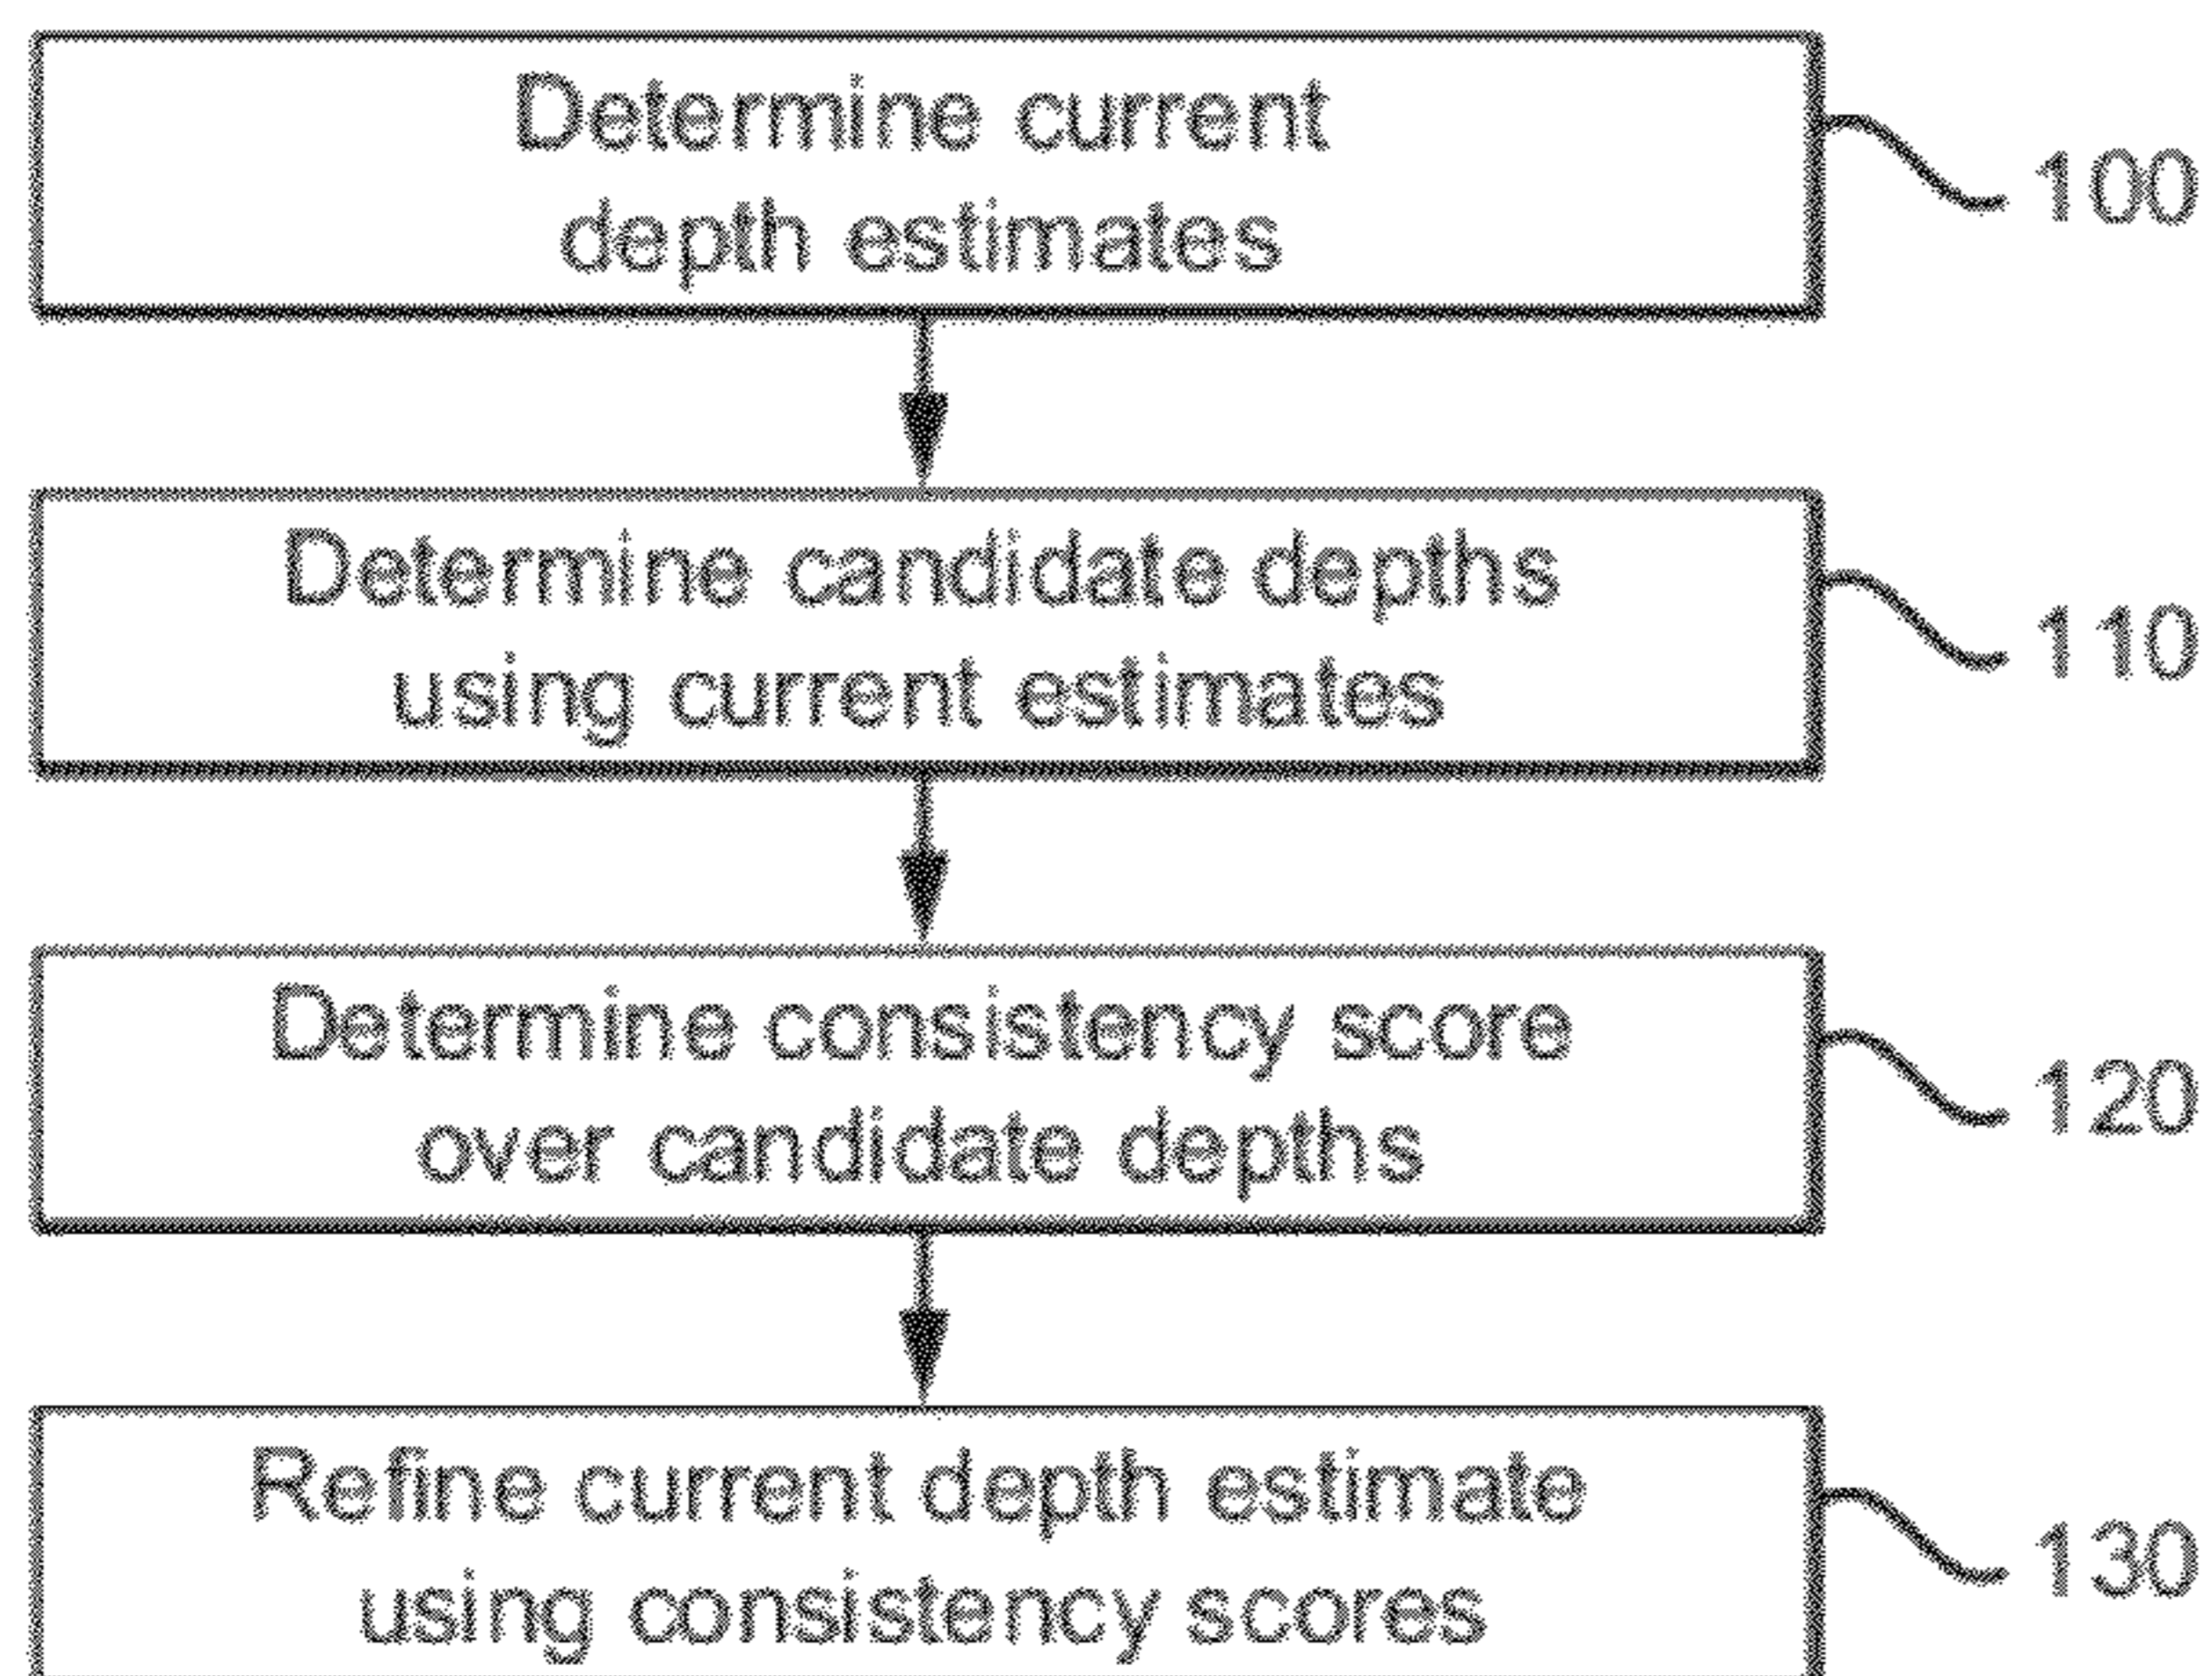 Determine current
depth estimates
100
Determine candidate depths
using current estimates
110
Determine consistency score
over candidate depths
120
Refine current depth estimate
using consistency scores
130